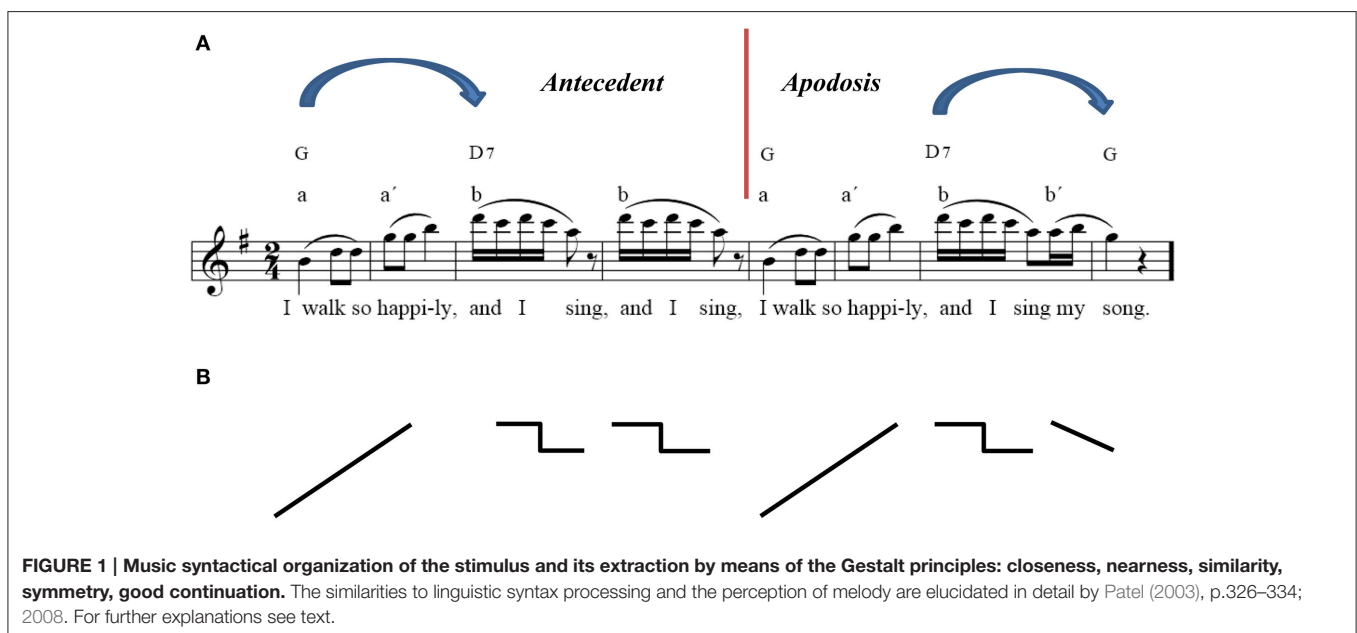 A
Antecedent Apodosis
G D7 G D7 G
a a´ b b a a´ b b´
2
4
I walk so happi-ly, and I sing, and I sing, I walk so happi-ly, and I sing my song.
B
FIGURE 1 | Music syntactical organization of the stimulus and its extraction by means of the Gestalt principles: closeness, nearness, similarity,
symmetry, good continuation. The similarities to linguistic syntax processing and the perception of melody are elucidated in detail by Patel (2003), p.326–334;
2008. For further explanations see text.